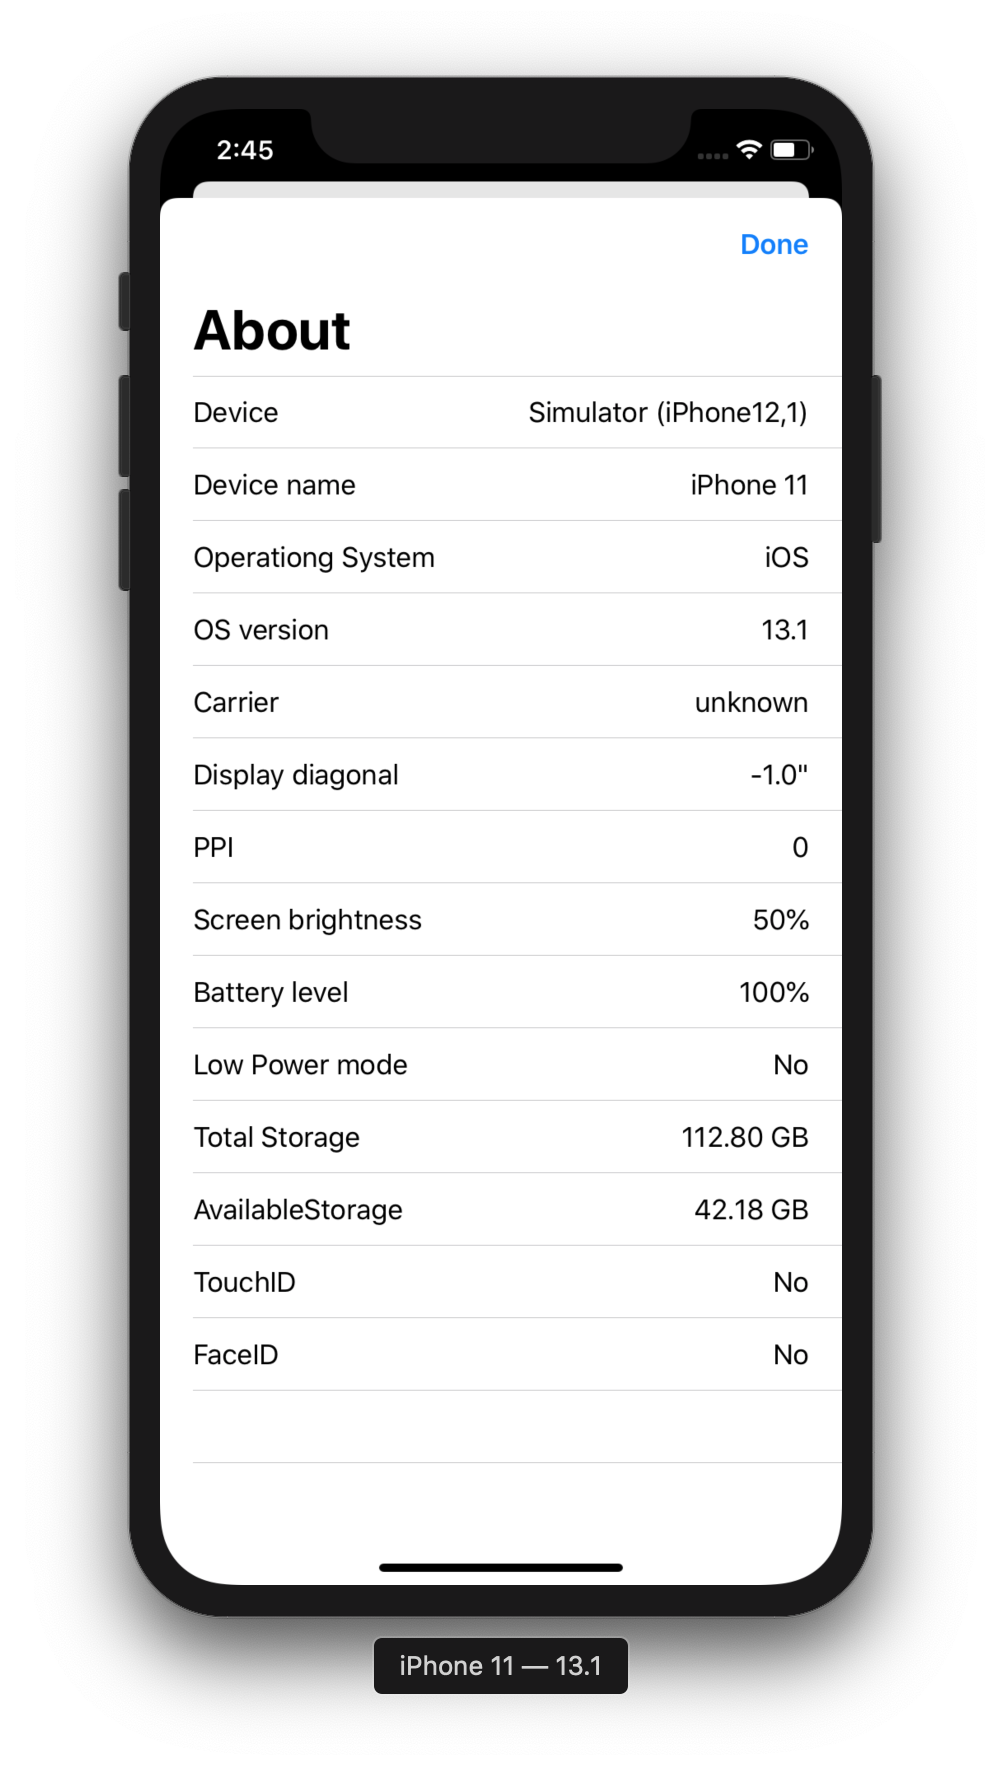 2:45
Done
About
Device Simulator (iPhone12,1)
Device name iPhone 11
Operationg System iOS
OS version 13.1
Carrier unknown
Display diagonal -1.0"
PPI 0
Screen brightness 50%
Battery level 100%
Low Power mode No
Total Storage 112.80 GB
AvailableStorage 42.18 GB
TouchID No
FaceID No
iPhone 11 — 13.1